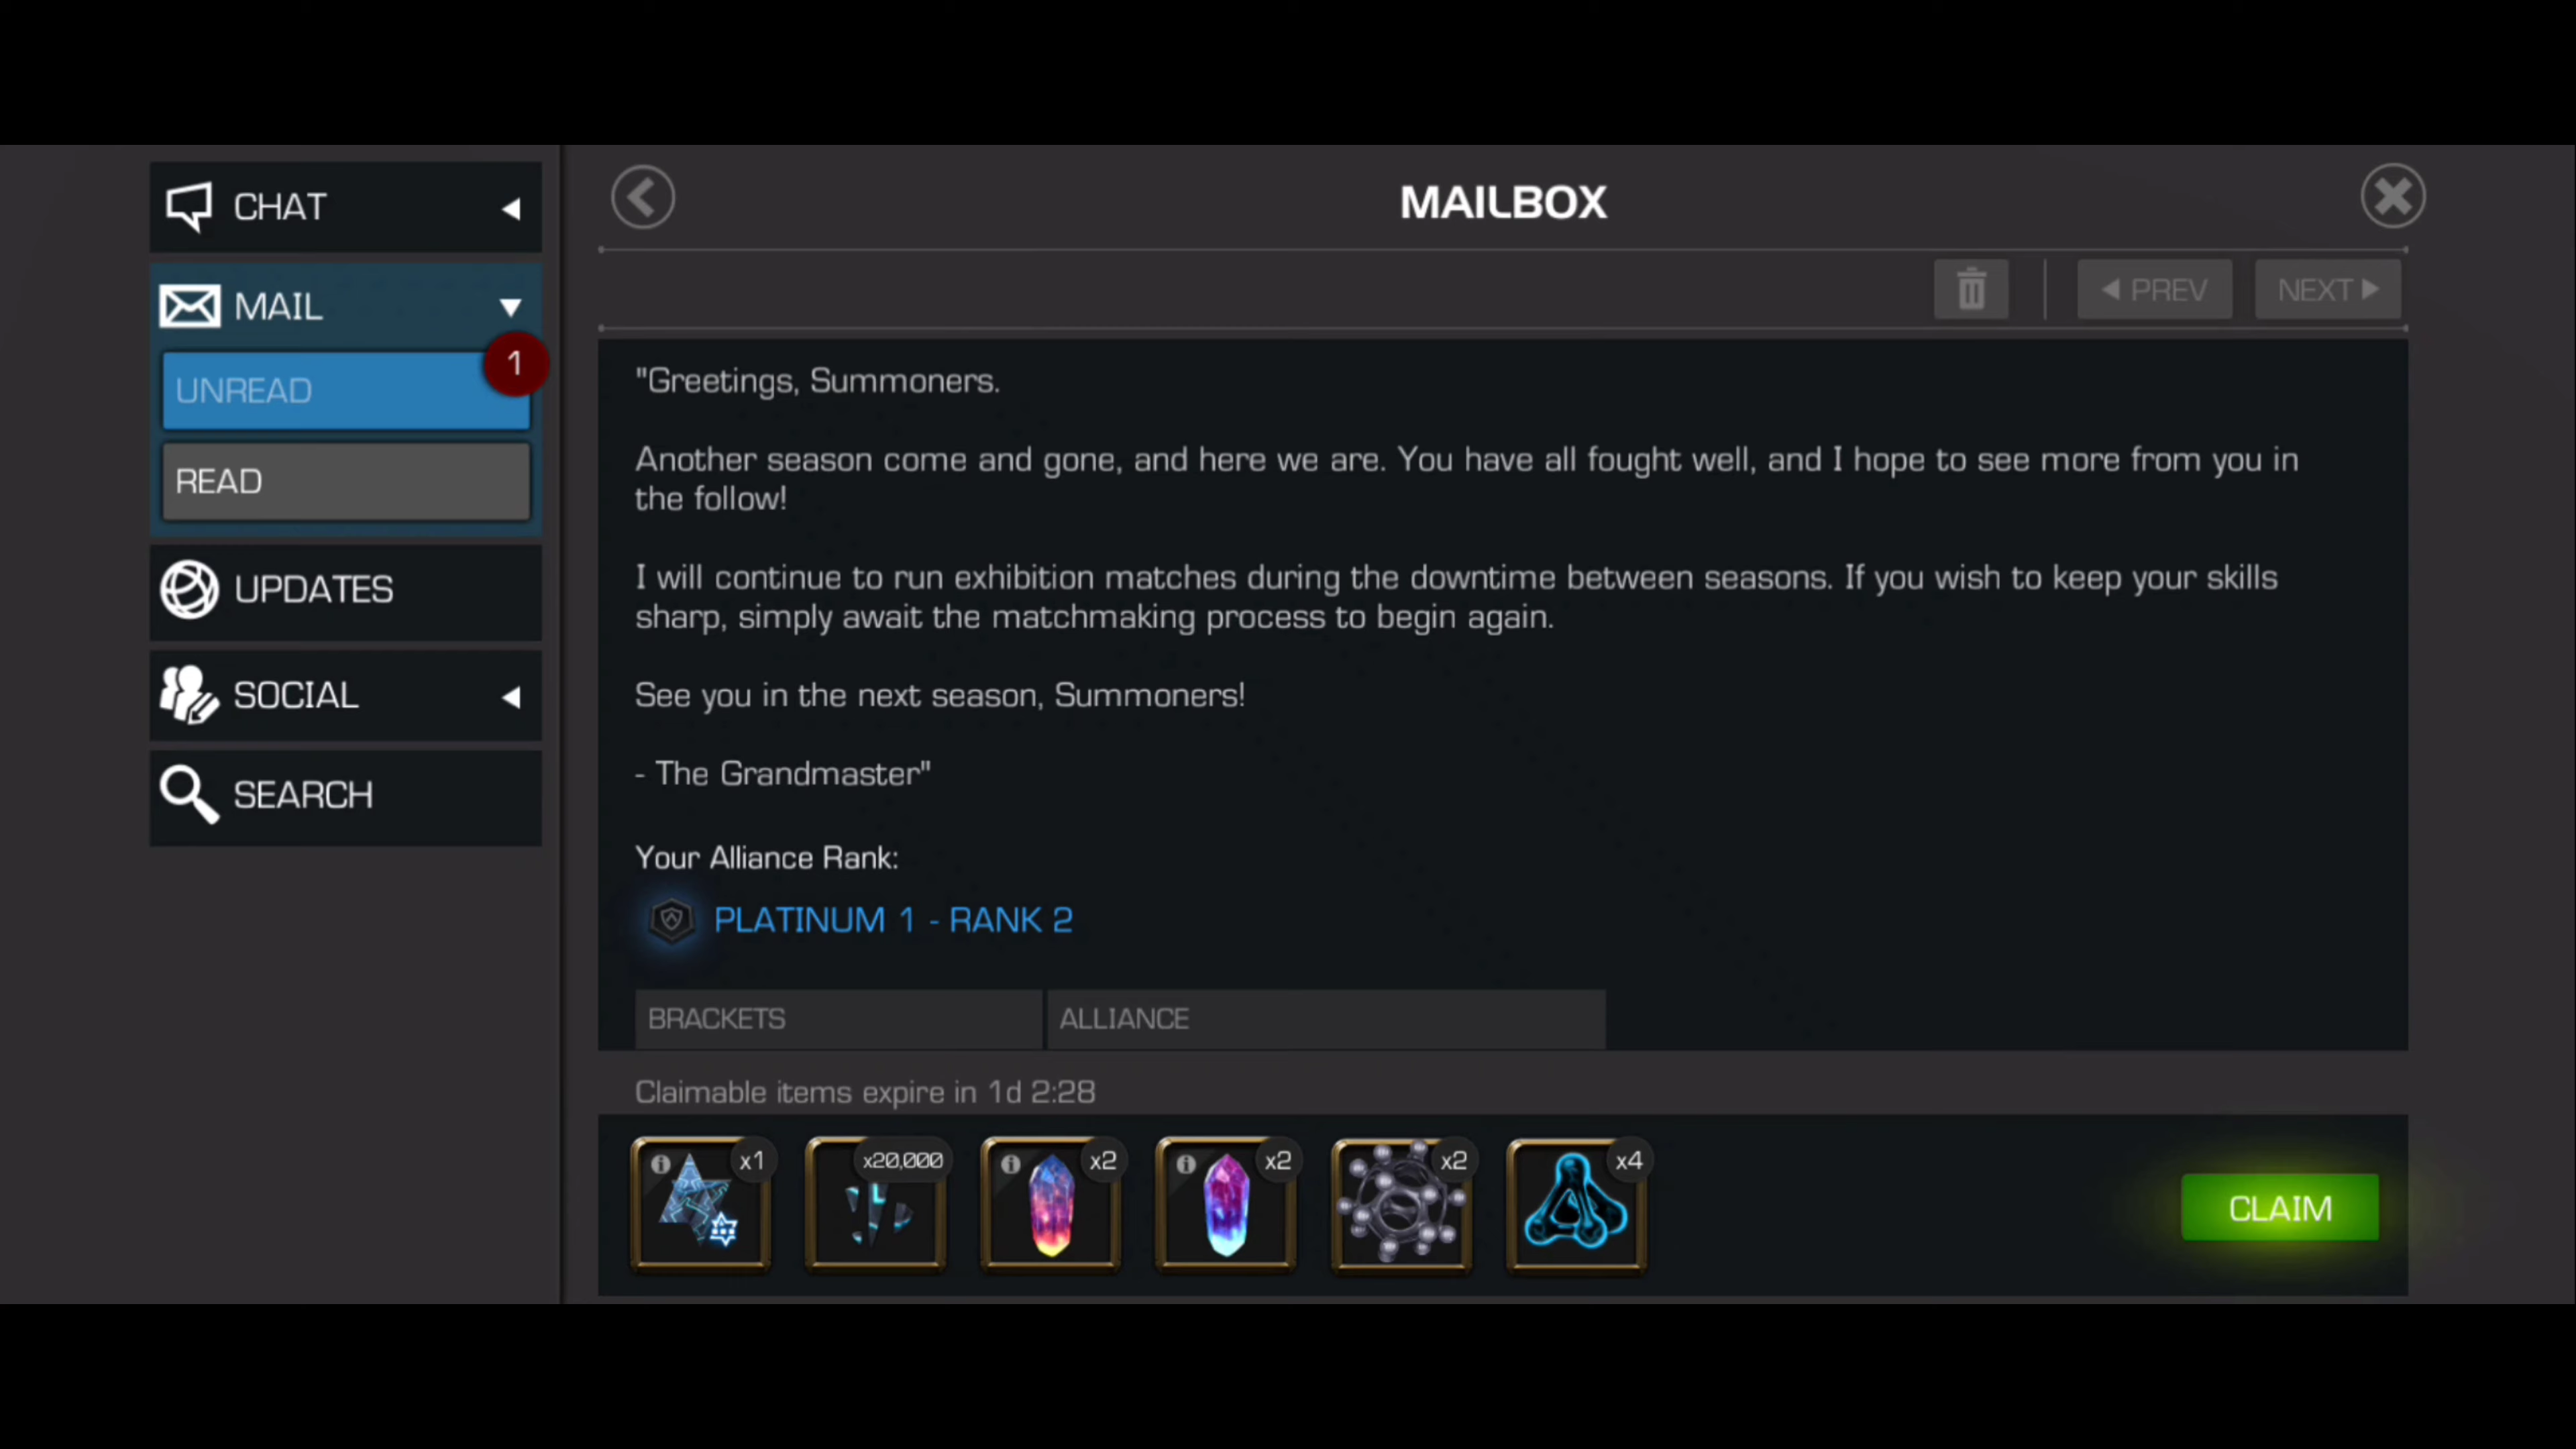 CHAT
MAIL
1
UNREAD
READ
UPDATES
SOCIAL
SEARCH
MAILBOX
PREV
NEXT
"Greetings, Summoners.
Another season come and gone, and here we are. You have all fought well, and I hope to see more from you in
the follow!
I will continue to run exhibition matches during the downtime between seasons. If you wish to keep your skills
sharp, simply await the matchmaking process to begin again.
See you in the next season, Summoners!
- The Grandmaster"
Your Alliance Rank:
PLATINUM 1 - RANK 2
BRACKETS
ALLIANCE
Claimable items expire in 1d 2:28
x1
x20,000
x2
x2
x2
x4
CLAIM